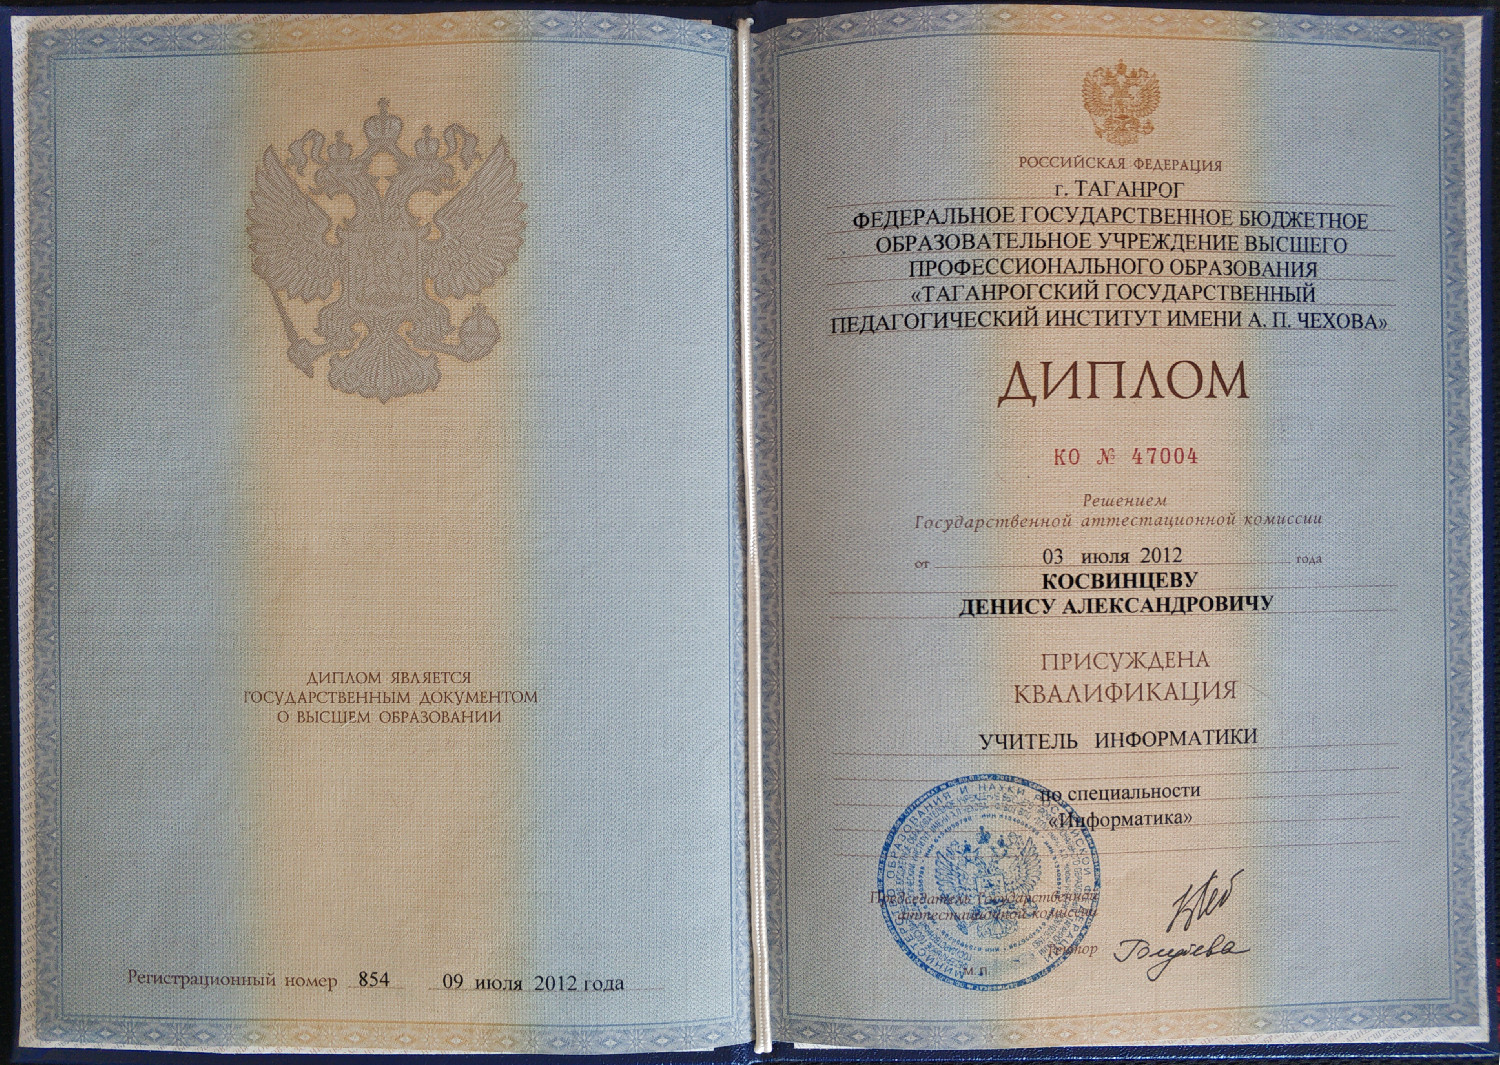 ДИПЛОМ ЯВЛЯЕТСЯ
ГОСУДАРСТВЕННЫМ ДОКУМЕНТОМ
О ВЫСШЕМ ОБРАЗОВАНИИ
Регистрационный номер 854 09 июля 2012 года
РОССИЙСКАЯ ФЕДЕРАЦИЯ
г. ТАГАНРОГ
ФЕДЕРАЛЬНОЕ ГОСУДАРСТВЕННОЕ БЮДЖЕТНОЕ
ОБРАЗОВАТЕЛЬНОЕ УЧРЕЖДЕНИЕ ВЫСШЕГО
ПРОФЕССИОНАЛЬНОГО ОБРАЗОВАНИЯ
«ТАГАНРОГСКИЙ ГОСУДАРСТВЕННЫЙ
ПЕДАГОГИЧЕСКИЙ ИНСТИТУТ ИМЕНИ А. П. ЧЕХОВА»
ДИПЛОМ
КО № 47004
Решением
Государственной аттестационной комиссии
от 03 июля 2012 года
КОСВИНЦЕВУ
ДЕНИСУ АЛЕКСАНДРОВИЧУ
ПРИСУЖДЕНА
КВАЛИФИКАЦИЯ
УЧИТЕЛЬ ИНФОРМАТИКИ
по специальности
«Информатика»
Председатель Государственной
аттестационной комиссии
Ректор
М.П.